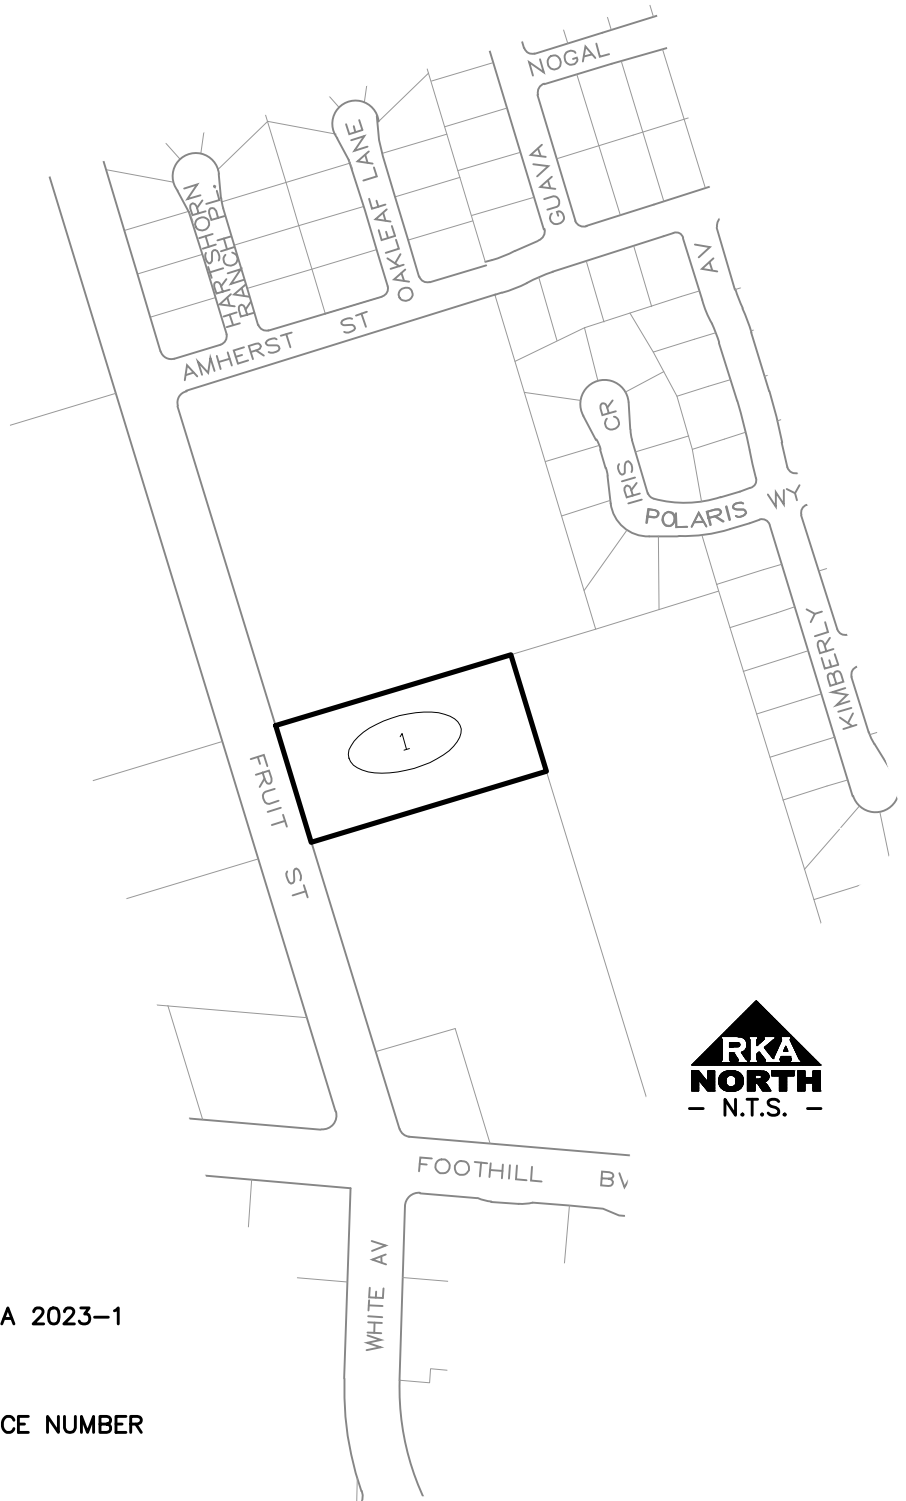 NOGAL
GUAVA
OAKLEAF LANE
HARTSHORN
RANCH PL.
AMHERST ST
AV
IRIS CR
POLARIS WY
KIMBERLY
1
FRUIT ST
RKA
NORTH
- N.T.S. -
FOOTHILL BV
WHITE AV
A 2023-1
CE NUMBER